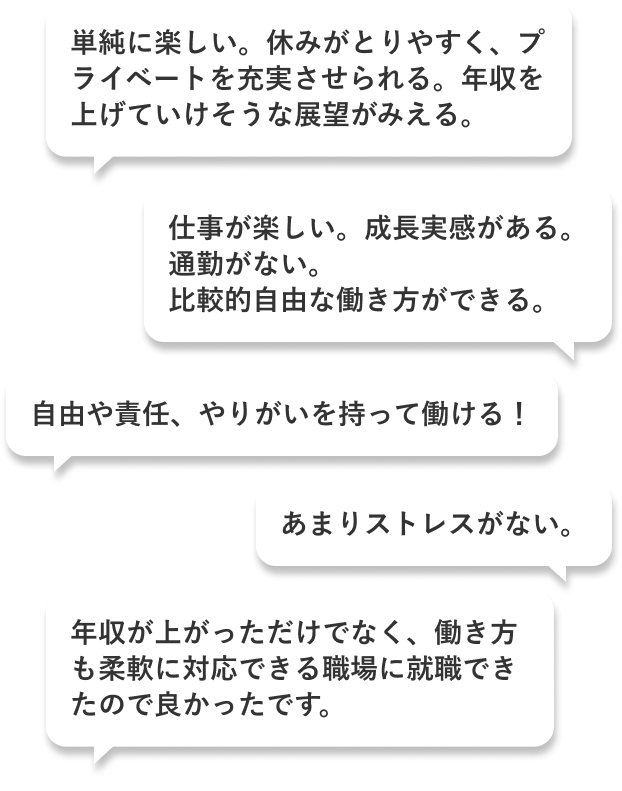 単純に楽しい。休みがとりやすく、プ
ライベートを充実させられる。年収を
上げていけそうな展望がみえる。
仕事が楽しい。成長実感がある。
通勤がない。
比較的自由な働き方ができる。
自由や責任、やりがいを持って働ける！
あまりストレスがない。
年収が上がっただけでなく、働き方
も柔軟に対応できる職場に就職でき
たので良かったです。